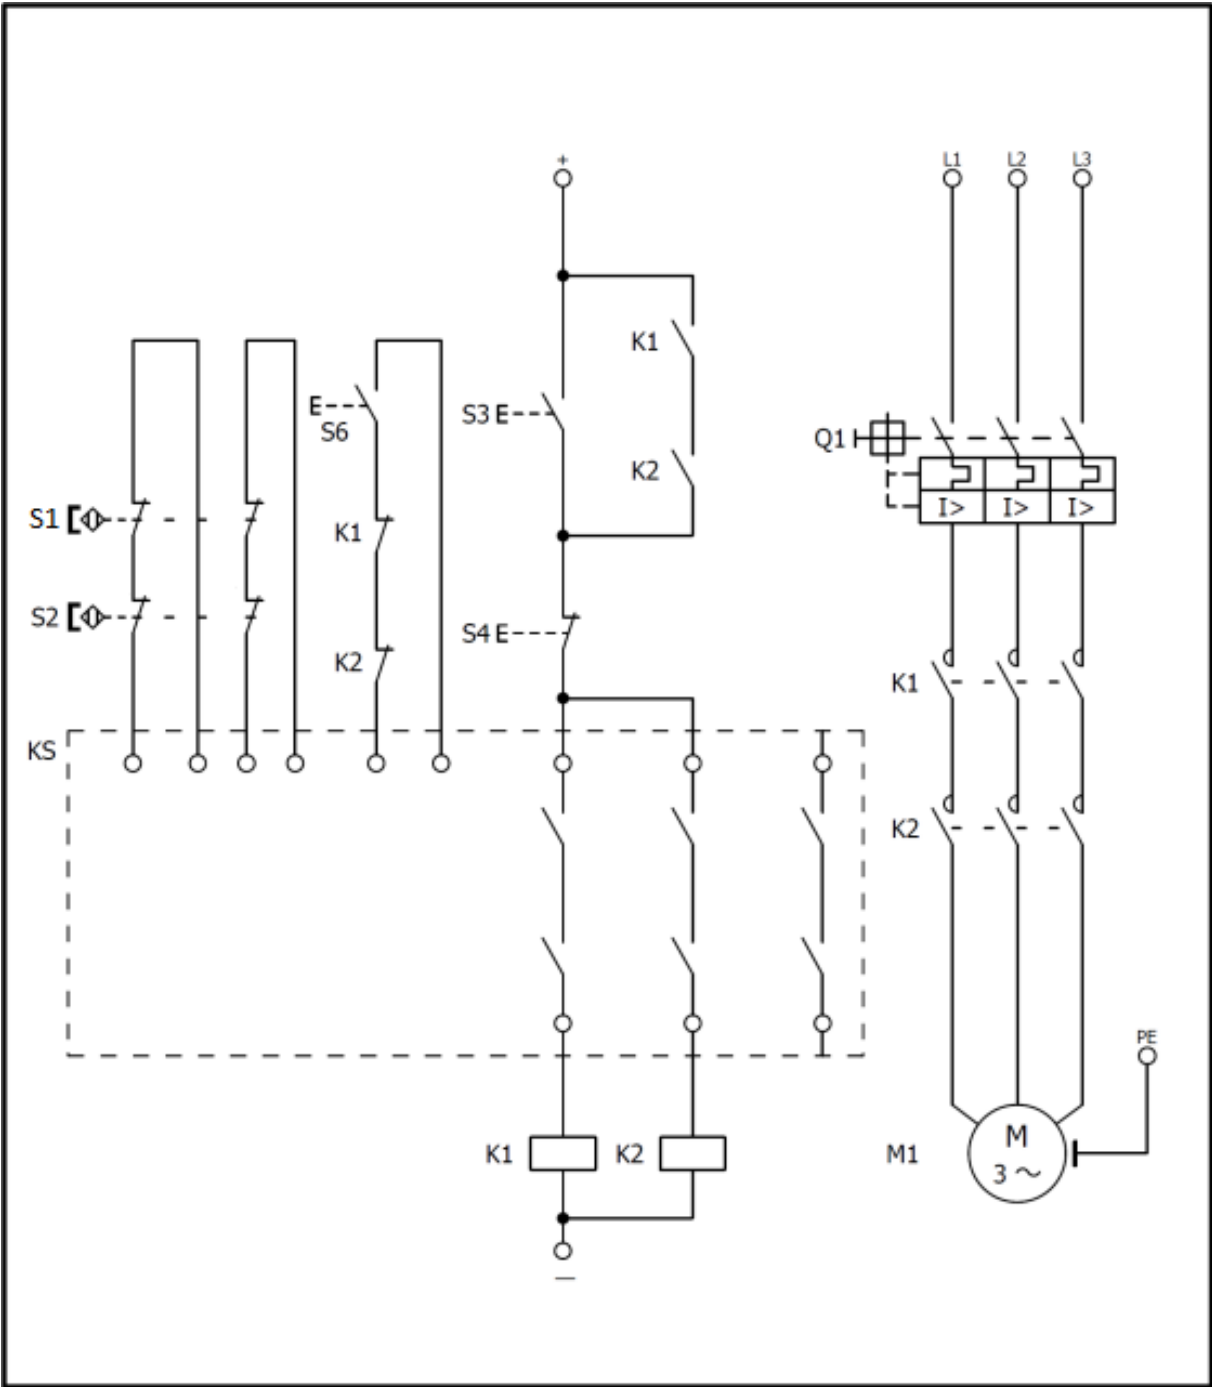 +
L1 L2 L3
K1
S3
S6
Q1
K2
I> I> I>
S1
K1
S2
S4
K2
K1
KS
K2
PE
M
3 ~
K1
K2
M1
—